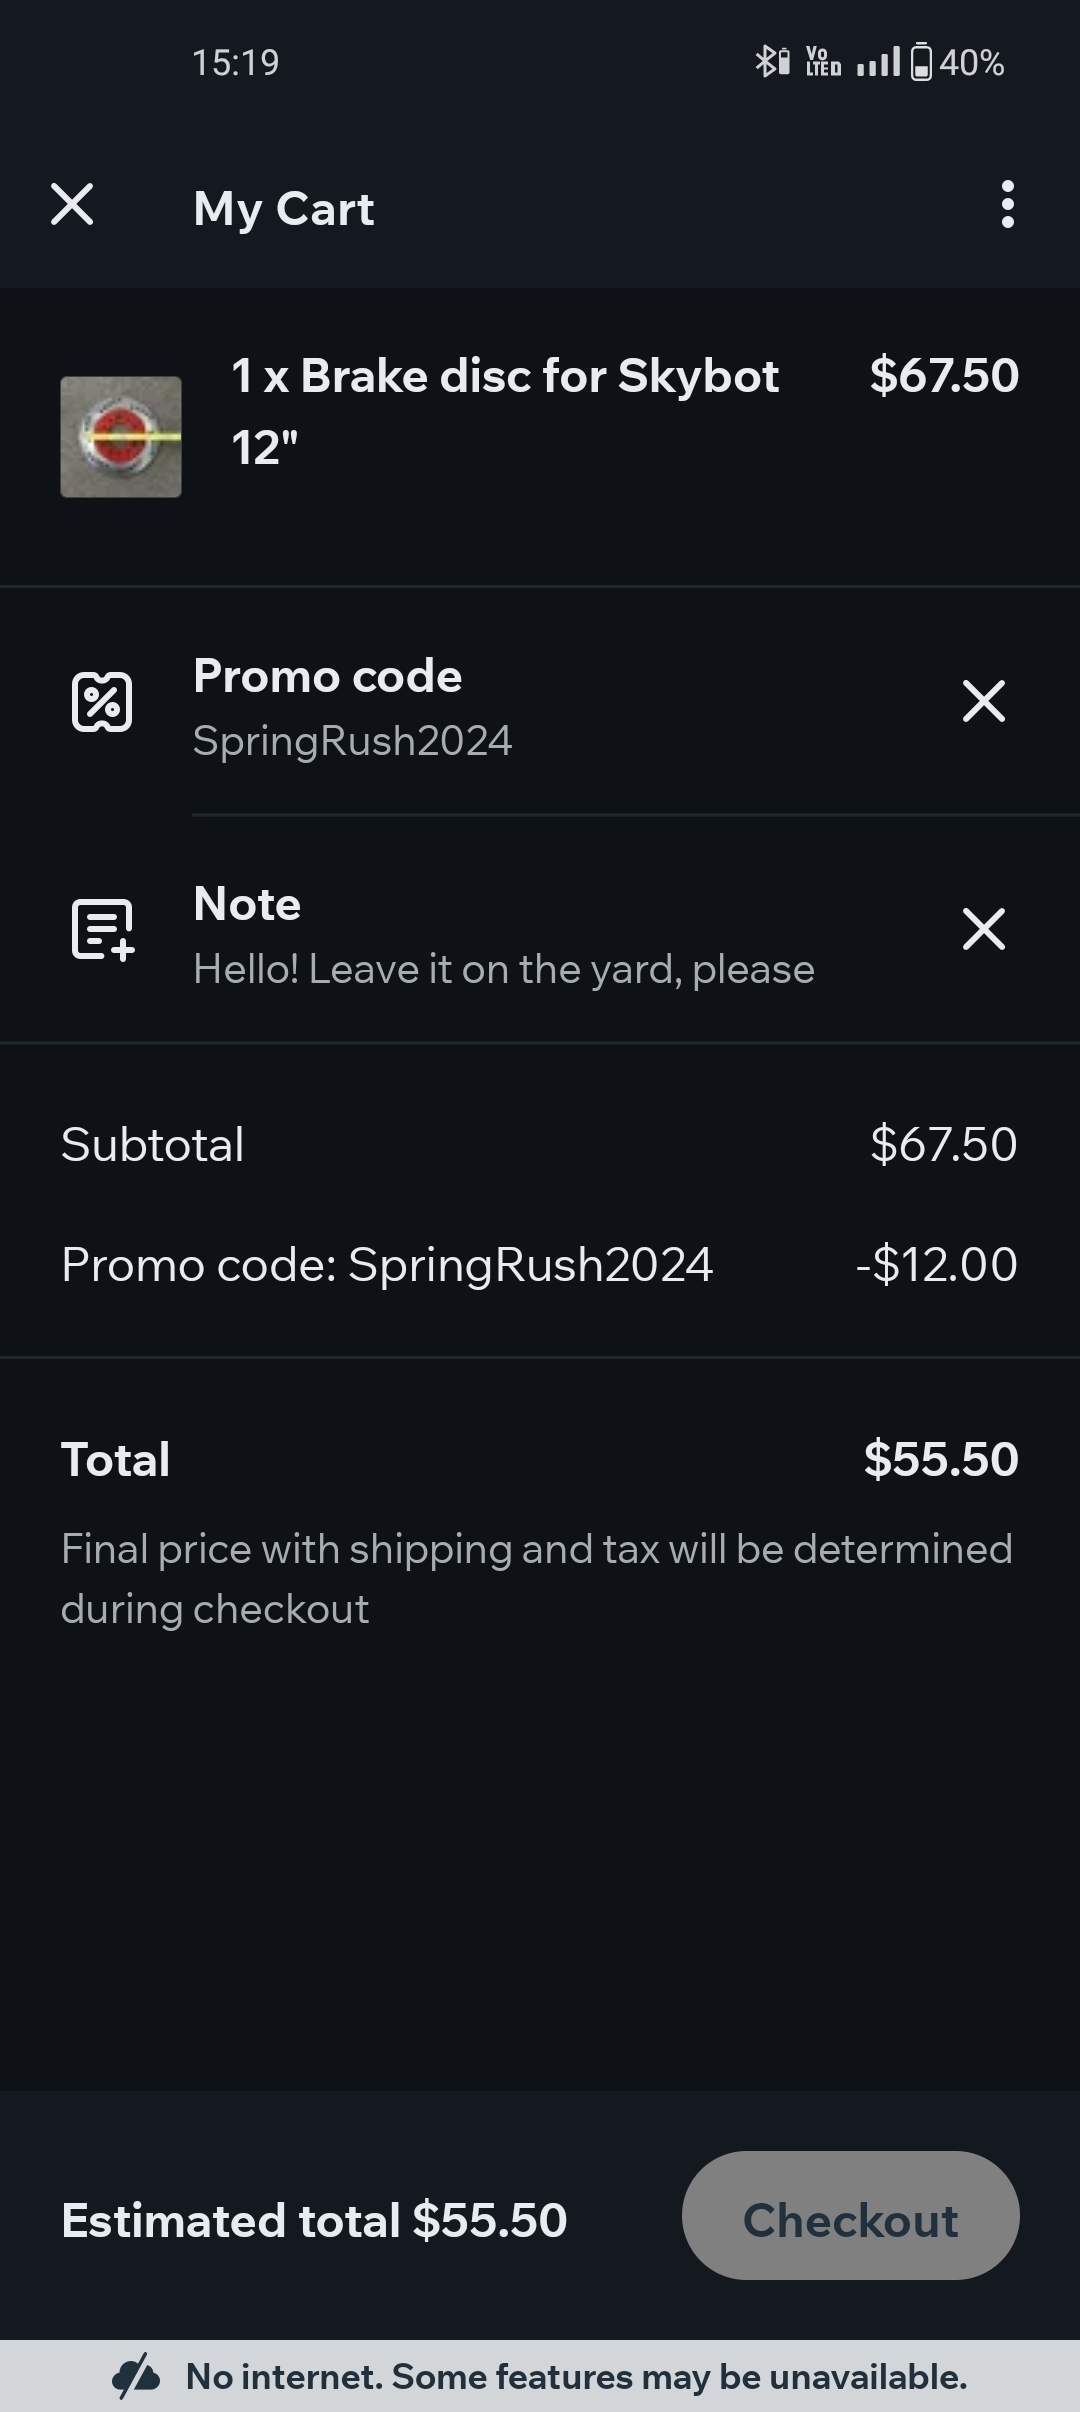 15:19
Vo
LTED
40%
My Cart
1 x Brake disc for Skybot
12"
$67.50
Promo code
SpringRush2024
Note
Hello! Leave it on the yard, please
Subtotal
$67.50
Promo code: SpringRush2024
-$12.00
Total
$55.50
Final price with shipping and tax will be determined
during checkout
Estimated total $55.50
Checkout
No internet. Some features may be unavailable.